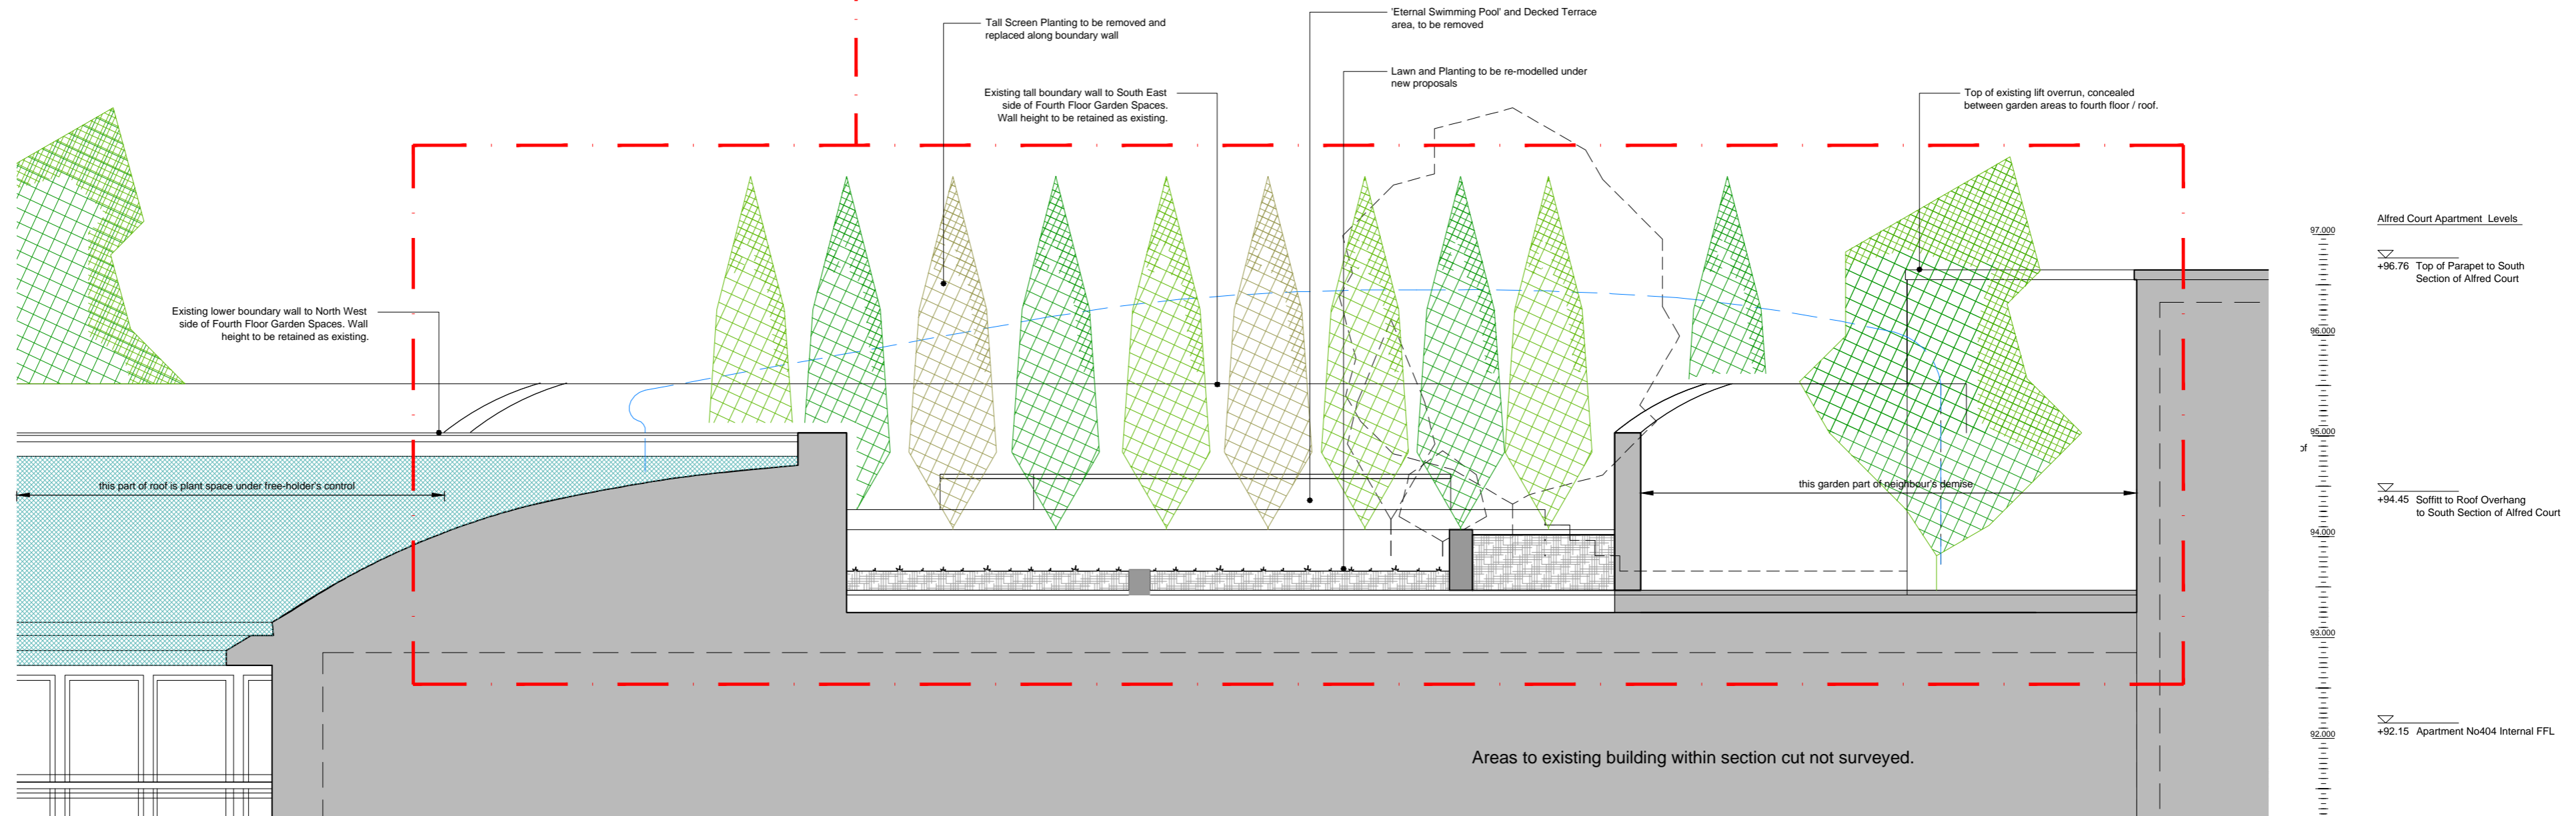 Tall Screen Planting to be removed and
replaced along boundary wall
'Eternal Swimming Pool' and Decked Terrace
area, to be removed
Lawn and Planting to be re-modelled under
new proposals
Existing tall boundary wall to South East
side of Fourth Floor Garden Spaces.
Wall height to be retained as existing.
Top of existing lift overrun, concealed
between garden areas to fourth floor / roof.
Existing lower boundary wall to North West
side of Fourth Floor Garden Spaces. Wall
height to be retained as existing.
this part of roof is plant space under free-holder's control
this garden part of neighbour's demise
Areas to existing building within section cut not surveyed.
97.000
96.000
95.000
of
94.000
93.000
92.000
Alfred Court Apartment Levels
+96.76 Top of Parapet to South
Section of Alfred Court
+94.45 Soffitt to Roof Overhang
to South Section of Alfred Court
+92.15 Apartment No404 Internal FFL